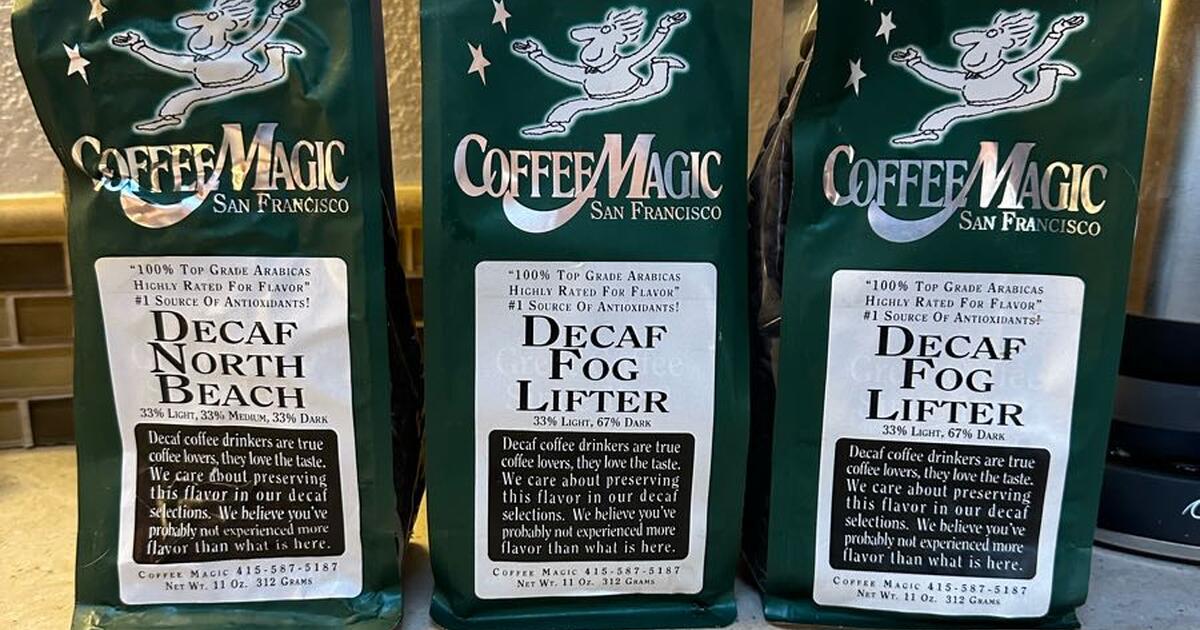 COFFEE MAGIC
SAN FRANCISCO
"100% TOP GRADE ARABICAS
HIGHLY RATED FOR FLAVOR"
#1 SOURCE OF ANTIOXIDANTS!
DECAF
NORTH
BEACH
33% LIGHT, 33% MEDIUM, 33% DARK
Decaf coffee drinkers are true
coffee lovers, they love the taste.
We care about preserving
this flavor in our decaf
selections. We believe you've
probably not experienced more
flavor than what is here.
COFFEE MAGIC 415-587-5187
NET WT. 11 OZ. 312 GRAMS
COFFEE MAGIC
SAN FRANCISCO
"100% TOP GRADE ARABICAS
HIGHLY RATED FOR FLAVOR"
#1 SOURCE OF ANTIOXIDANTS!
DECAF
FOG
LIFTER
33% LIGHT, 67% DARK
Decaf coffee drinkers are true
coffee lovers, they love the taste.
We care about preserving
this flavor in our decaf
selections. We believe you've
probably not experienced more
flavor than what is here.
COFFEE MAGIC 415-587-5187
NET WT. 11 OZ. 312 GRAMS
COFFEE MAGIC
SAN FRANCISCO
"100% TOP GRADE ARABICAS
HIGHLY RATED FOR FLAVOR"
#1 SOURCE OF ANTIOXIDANTS!
DECAF
FOG
LIFTER
33% LIGHT, 67% DARK
Decaf coffee drinkers are true
coffee lovers, they love the taste.
We care about preserving
this flavor in our decaf
selections. We believe you've
probably not experienced more
flavor than what is here.
COFFEE MAGIC 415-587-5187
NET WT. 11 OZ. 312 GRAMS